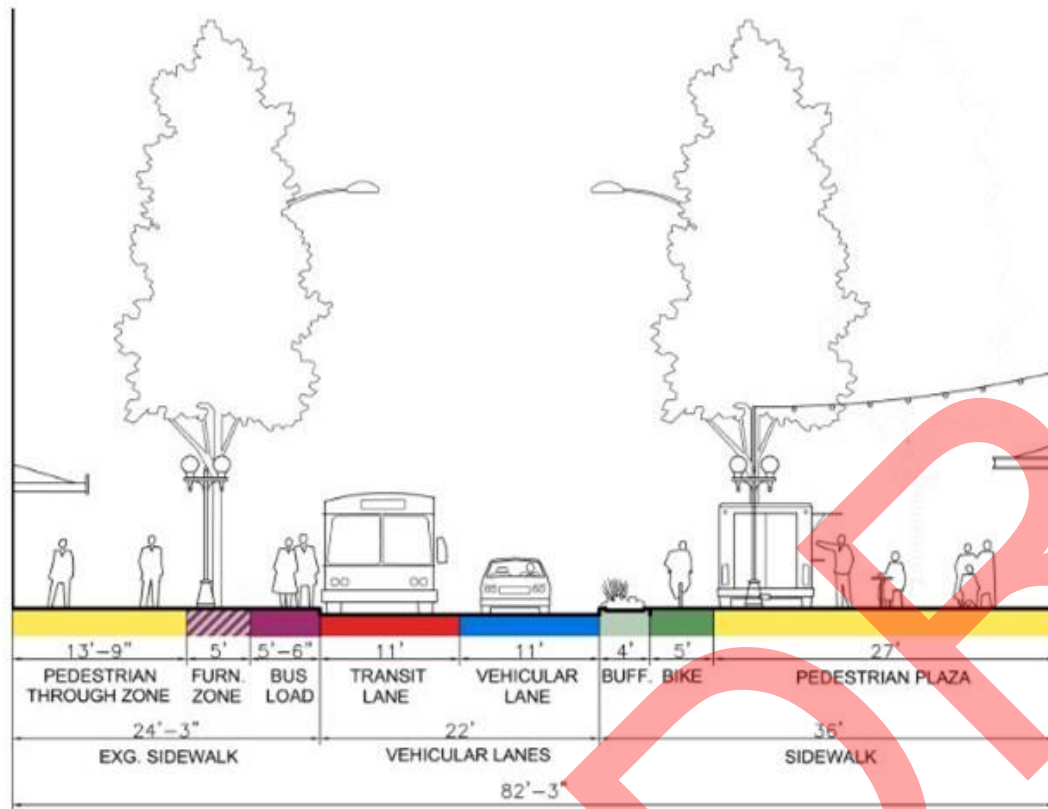 13'-9" 5' 5'-6" 11' 11' 4' 5' 27'
PEDESTRIAN FURN. BUS TRANSIT VEHICULAR BUFF. BIKE PEDESTRIAN PLAZA
THROUGH ZONE ZONE LOAD LANE LANE
24'-3" 22' 36'
EXG. SIDEWALK VEHICULAR LANES SIDEWALK
82'-3"